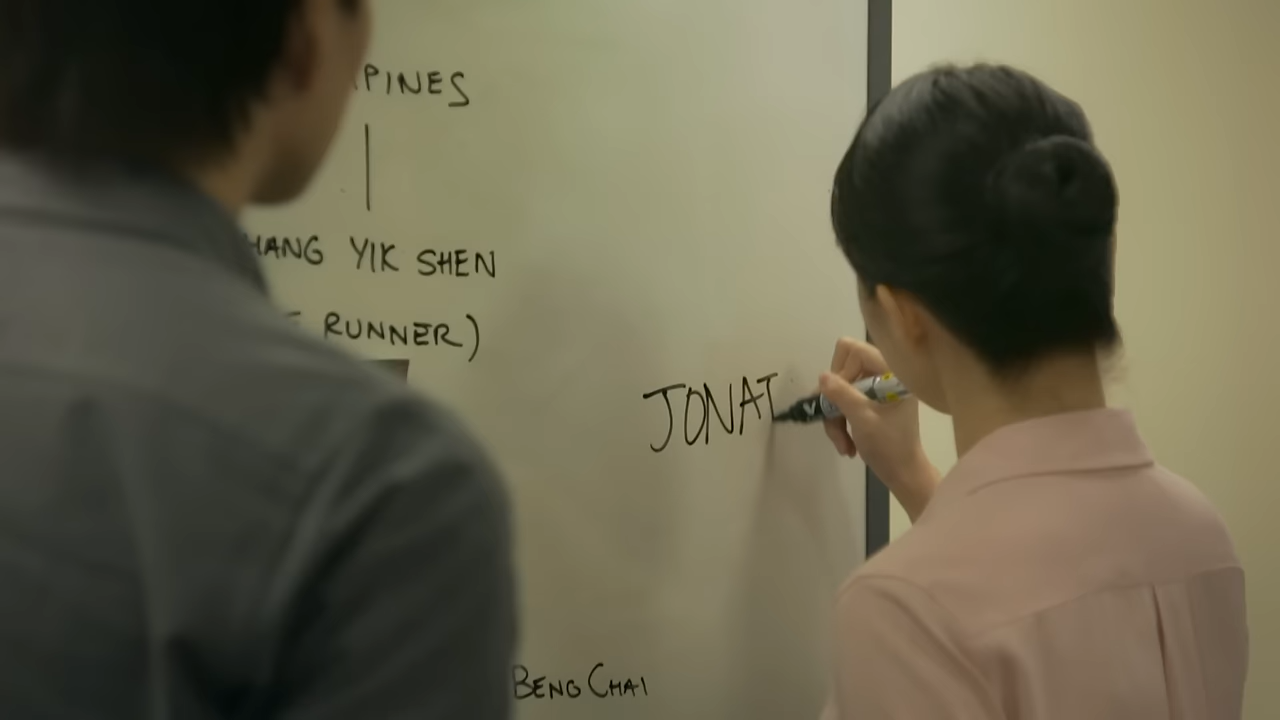 PINES
HANG YIK SHEN
RUNNER)
JONAT
BENG CHAI